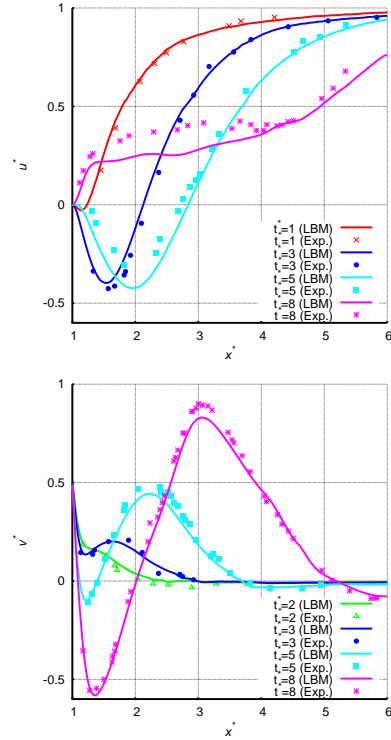 1
0.5
u*
0
-0.5
t*=1 (LBM)
t*=1 (Exp.)
t*=3 (LBM)
t*=3 (Exp.)
t*=5 (LBM)
t*=5 (Exp.)
t*=8 (LBM)
t*=8 (Exp.)
1 2 3 4 5 6
x*
1
0.5
v*
0
-0.5
t*=2 (LBM)
t*=2 (Exp.)
t*=3 (LBM)
t*=3 (Exp.)
t*=5 (LBM)
t*=5 (Exp.)
t*=8 (LBM)
t*=8 (Exp.)
1 2 3 4 5 6
x*